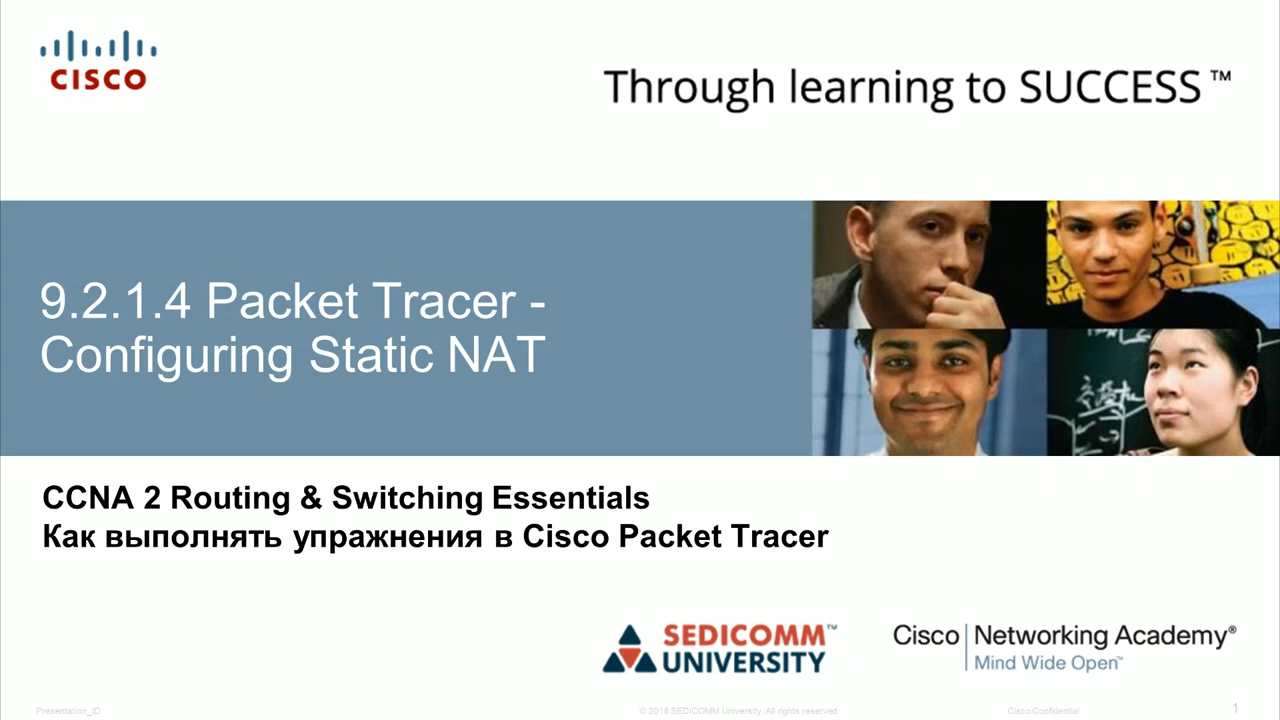 CISCO
Through learning to SUCCESS™
9.2.1.4 Packet Tracer -
Configuring Static NAT
CCNA 2 Routing & Switching Essentials
Как выполнять упражнения в Cisco Packet Tracer
SEDICOMM™
UNIVERSITY
Cisco Networking Academy®
Mind Wide Open™
Presentation_ID
© 2018 SEDICOMM University. All rights reserved.
Cisco Confidential
1